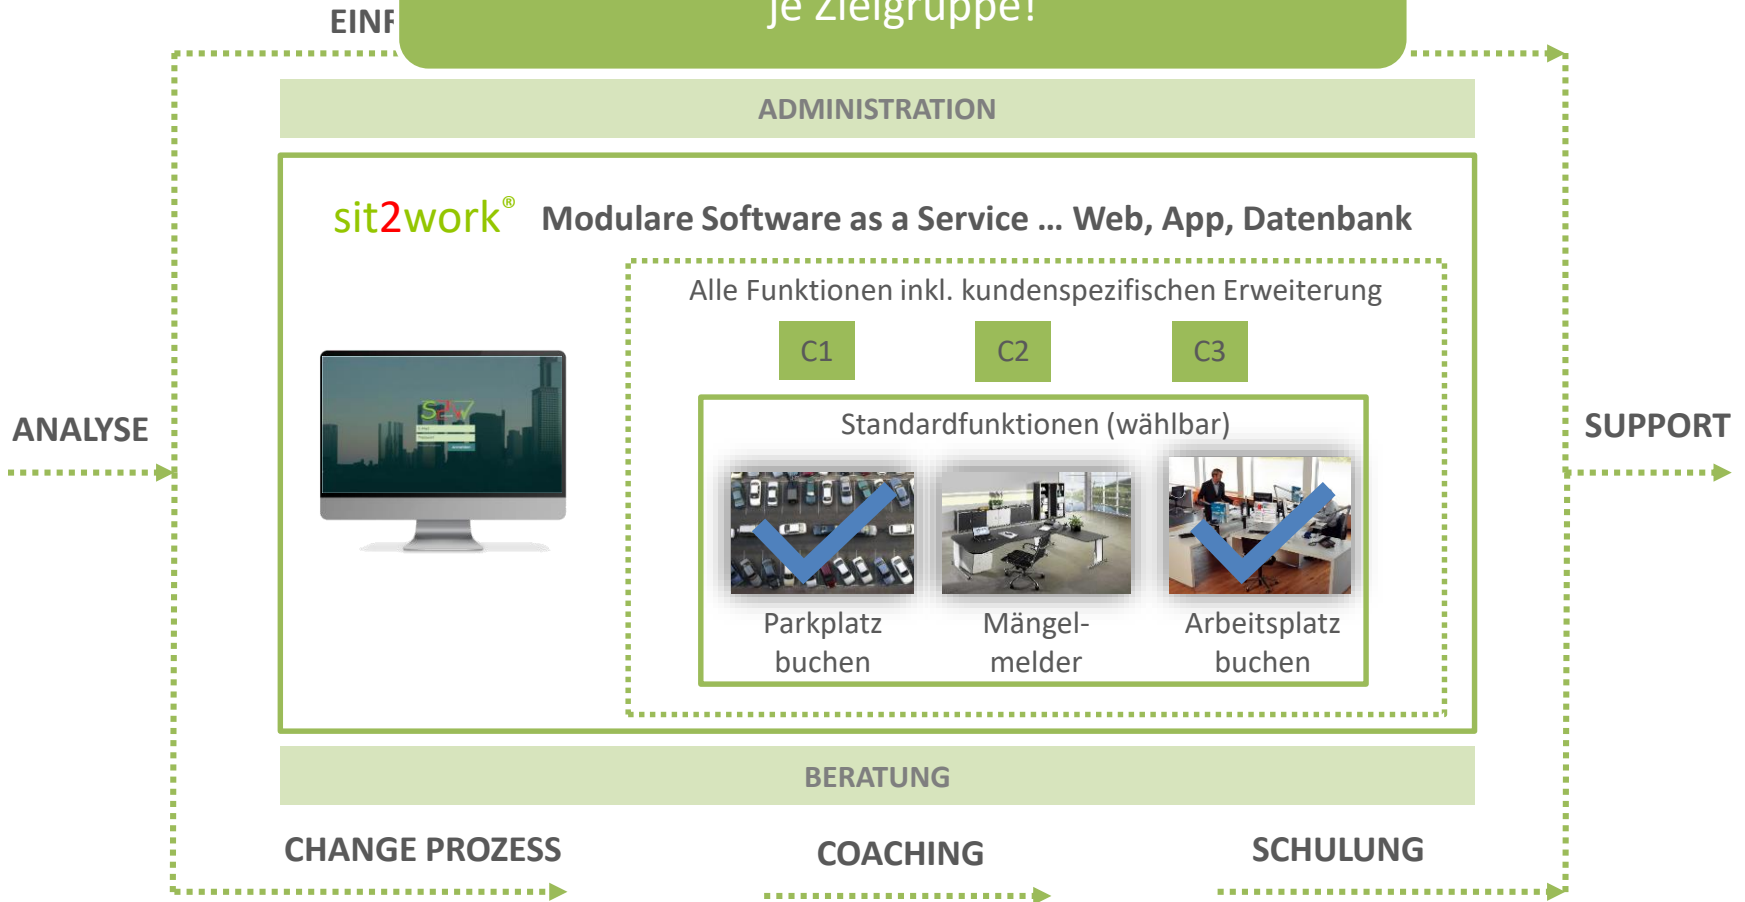 je Zielgruppe!
ADMINISTRATION
sit2work® Modulare Software as a Service ... Web, App, Datenbank
Alle Funktionen inkl. kundenspezifischen Erweiterung
C1 C2 C3
ANALYSE
Standardfunktionen (wählbar)
SUPPORT
Parkplatz
buchen
Mängel-
melder
Arbeitsplatz
buchen
BERATUNG
CHANGE PROZESS
COACHING
SCHULUNG